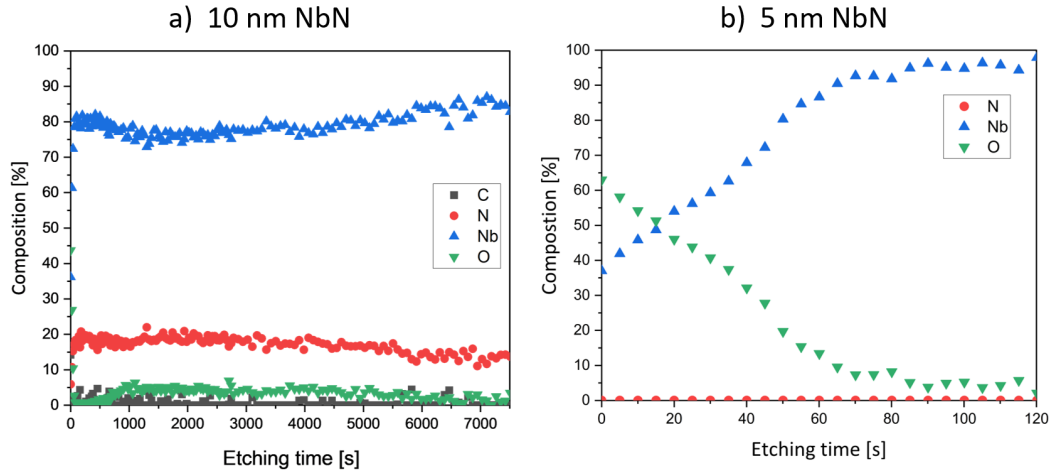 a) 10 nm NbN
b) 5 nm NbN
Composition [%]
100
90
80
70
60
50
40
30
20
10
0
C
N
Nb
O
0 1000 2000 3000 4000 5000 6000 7000
Etching time [s]
Compostion [%]
100
90
80
70
60
50
40
30
20
10
0
N
Nb
O
0 20 40 60 80 100 120
Etching time [s]